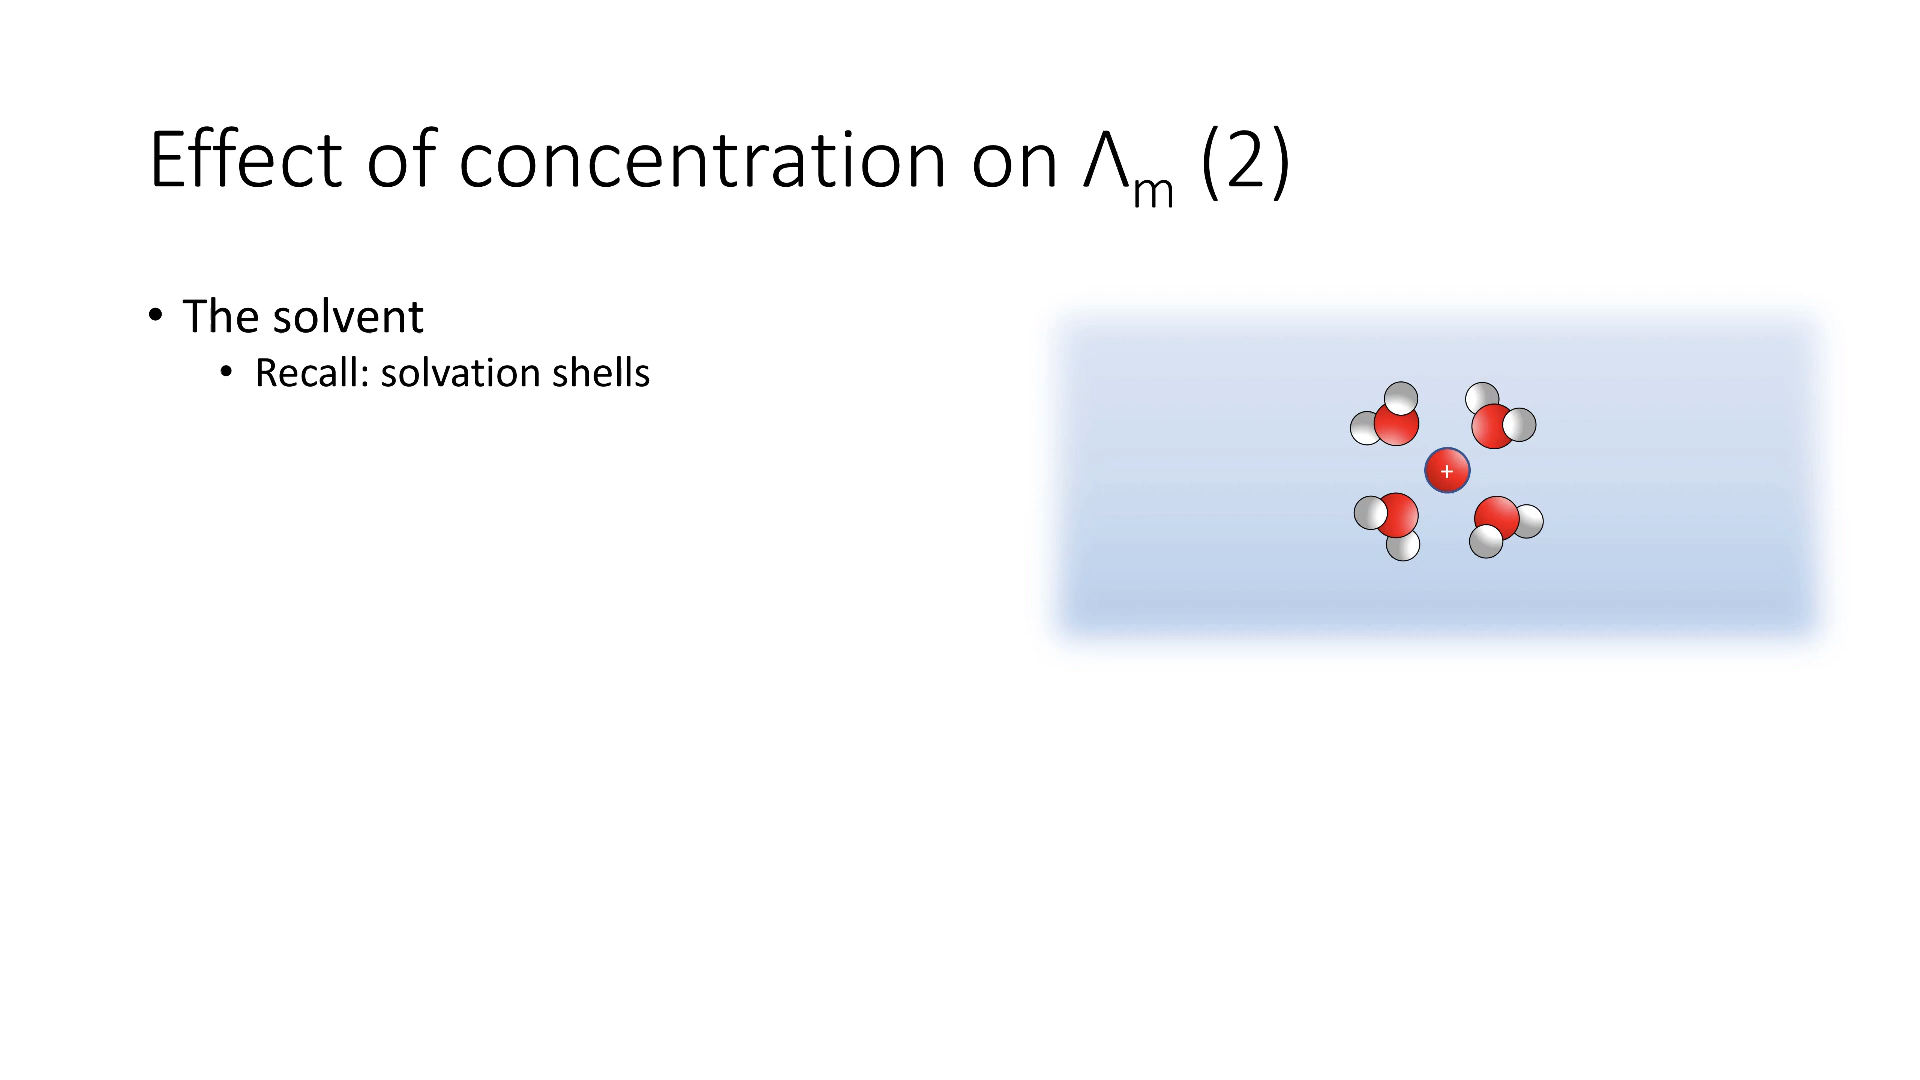 Effect of concentration on Λm (2)
• The solvent
• Recall: solvation shells
+